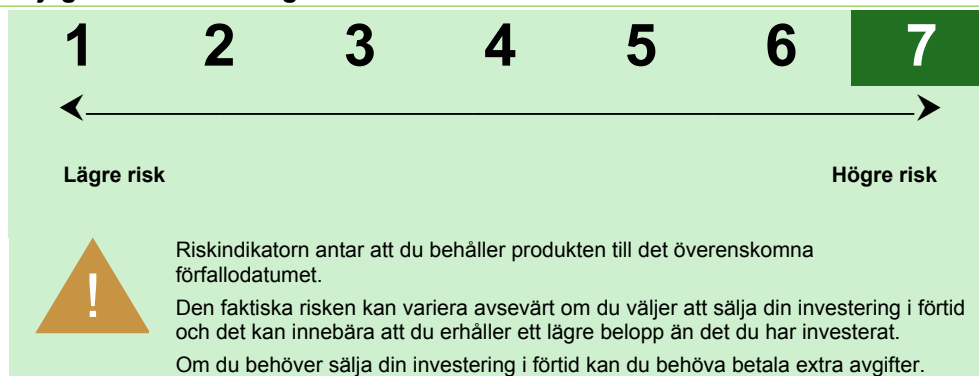 1 2 3 4 5 6 7
Lägre risk Högre risk
!
Riskindikatorn antar att du behåller produkten till det överenskomna
förfallodatumet.
Den faktiska risken kan variera avsevärt om du väljer att sälja din investering i förtid
och det kan innebära att du erhåller ett lägre belopp än det du har investerat.
Om du behöver sälja din investering i förtid kan du behöva betala extra avgifter.